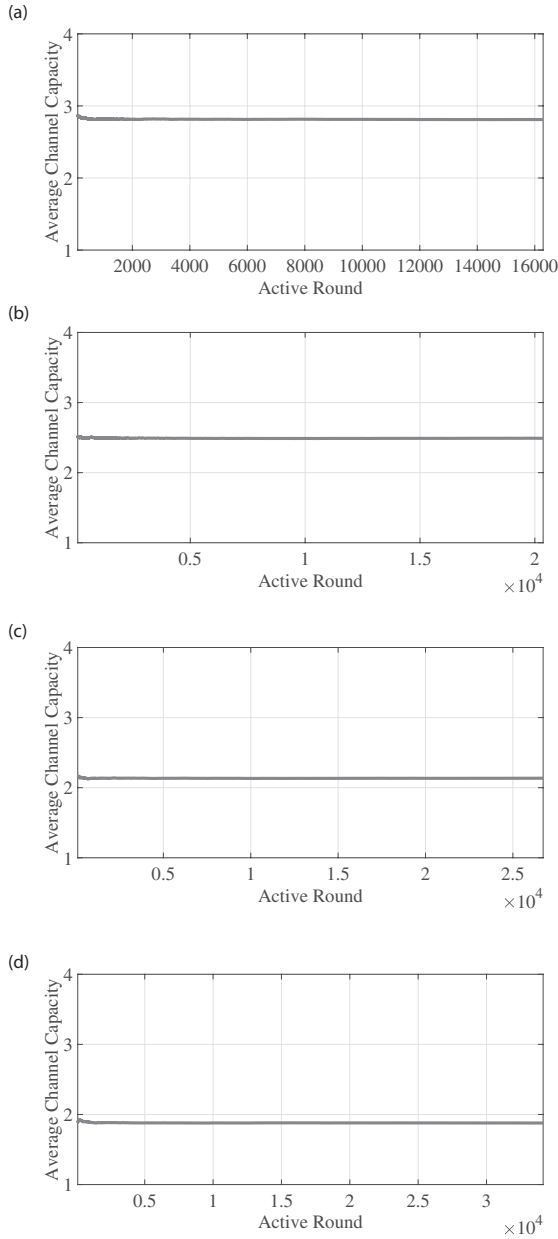 (a)
4
3
2
1
Average Channel Capacity
2000 4000 6000 8000 10000 12000 14000 16000
Active Round
(b)
4
3
2
1
Average Channel Capacity
0.5 1 1.5 2
Active Round
×10^4
(c)
4
3
2
1
Average Channel Capacity
0.5 1 1.5 2 2.5
Active Round
×10^4
(d)
4
3
2
1
Average Channel Capacity
0.5 1 1.5 2 2.5 3
Active Round
×10^4